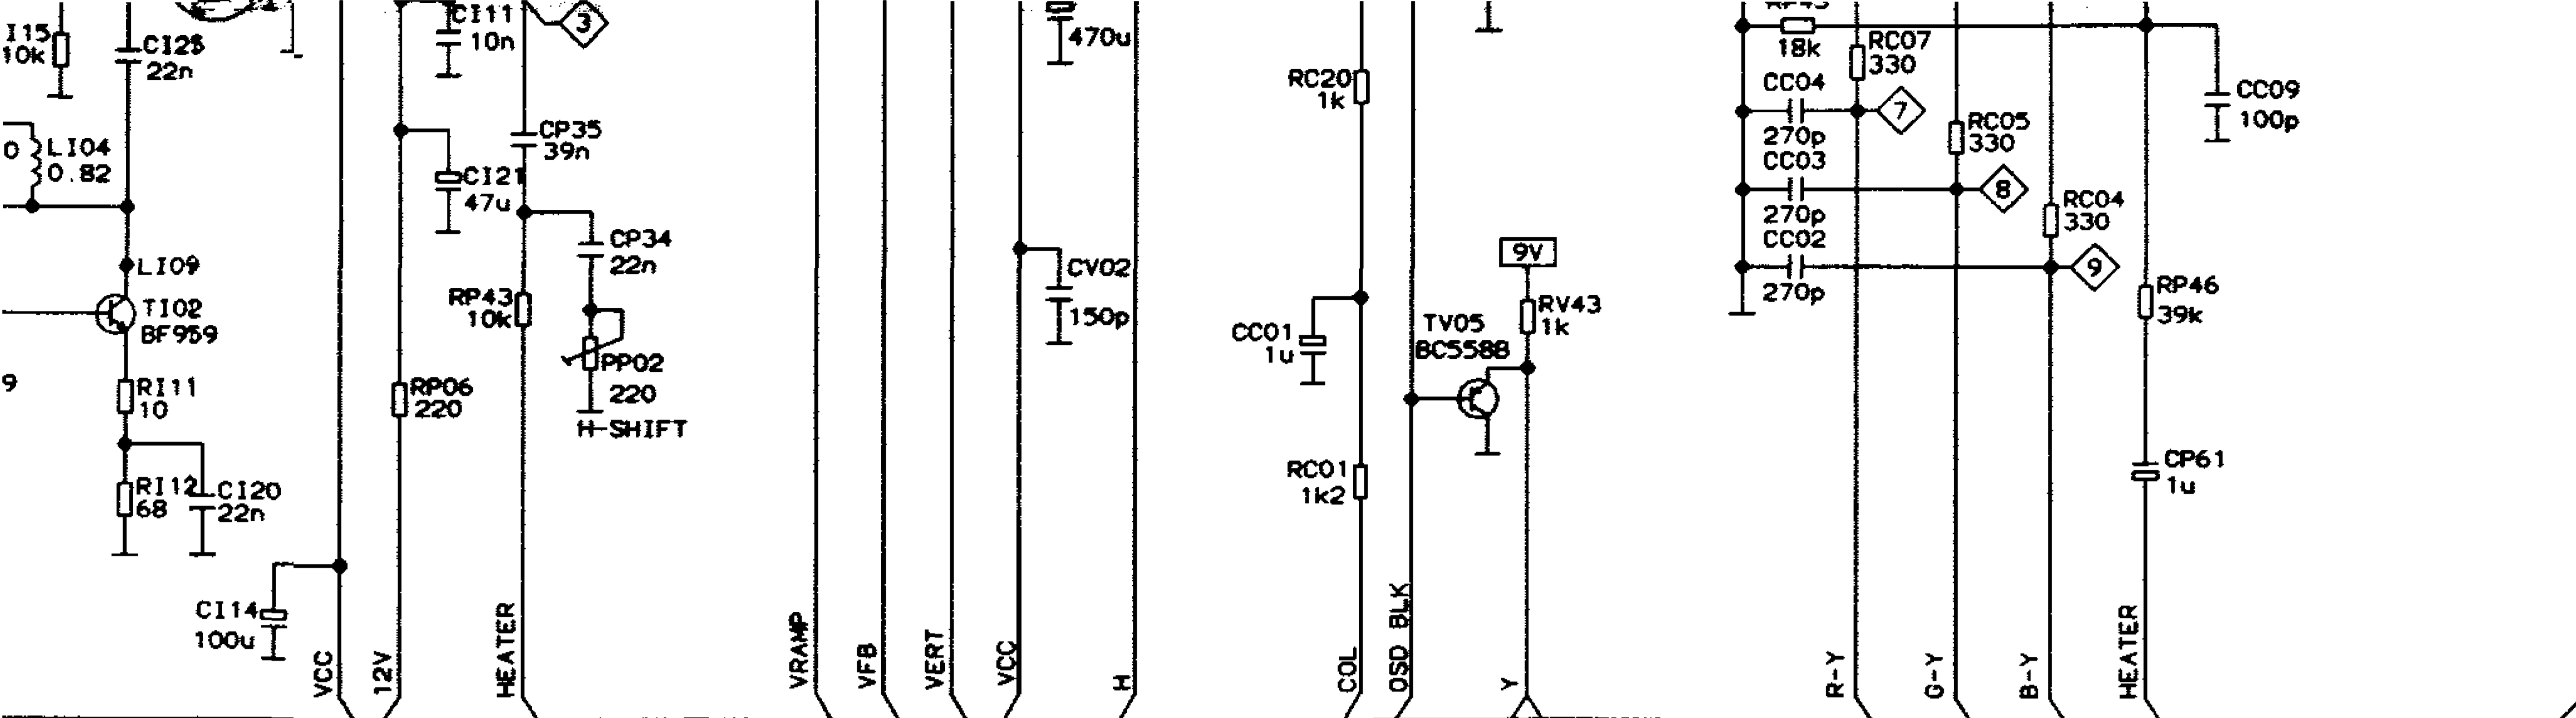 I15
10k
CI25
22n
CI11
10n
3
470u
RC20
1k
18k
RC07
330
CC04
7
270p
CC03
RC05
330
CC09
100p
0
LI04
0.82
CP35
39n
CI21
47u
8
270p
CC02
RC04
330
9
270p
LI09
TI02
BF959
CP34
22n
RP43
10k
PP02
220
H-SHIFT
CV02
150p
9V
RV43
1k
TV05
BC558B
CC01
1u
RP46
39k
9
RI11
10
RP06
220
RI12
68
CI20
22n
RC01
1k2
CP61
1u
CI14
100u
VCC
12V
HEATER
VRAMP
VFB
VERT
VCC
H
COL
OSD BLK
Y
R-Y
G-Y
B-Y
HEATER